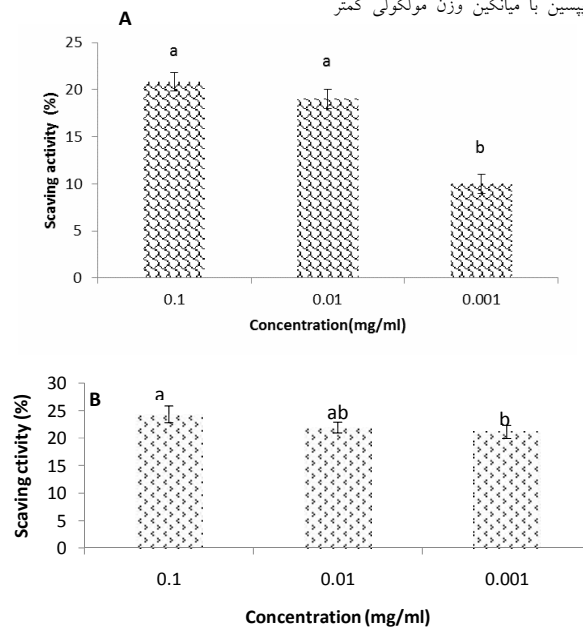 یپسین با میانگین وزن مولکولی کمتر
A
25
20
15
10
5
0
Scaving activity (%)
a
a
b
0.1 0.01 0.001
Concentration(mg/ml)
B
30
25
20
15
10
5
0
Scaving ctivity (%)
a
ab
b
0.1 0.01 0.001
Concentration (mg/ml)